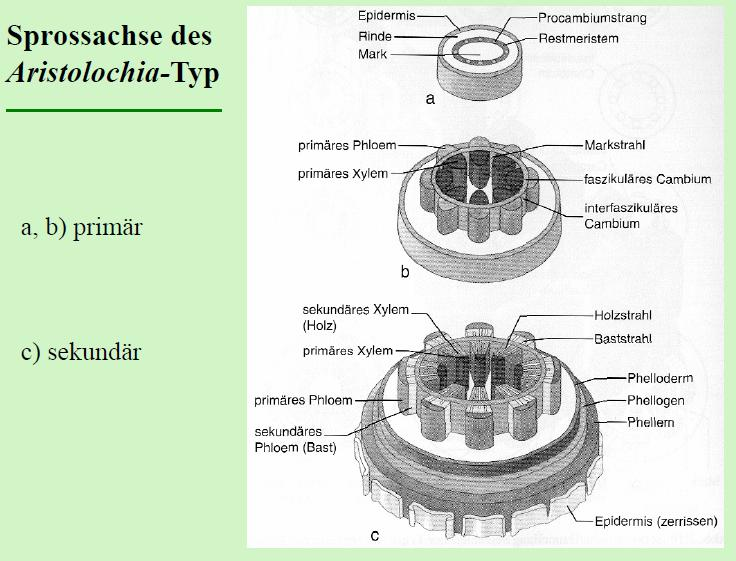 Sprossachse des
Aristolochia-Typ
a, b) primär
c) sekundär
Epidermis
Rinde
Mark
Procambiumstrang
Restmeristem
a
primäres Phloem
primäres Xylem
Markstrahl
faszikuläres Cambium
interfaszikuläres
Cambium
b
sekundäres Xylem
(Holz)
primäres Xylem
primäres Phloem
sekundäres
Phloem (Bast)
Holzstrahl
Baststrahl
Phelloderm
Phellogen
Phellem
Epidermis (zerrissen)
c